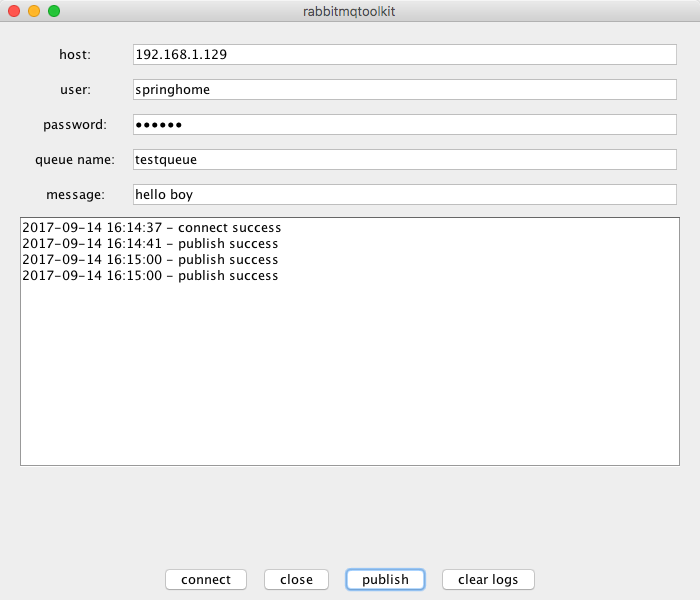 rabbitmqtoolkit
host: 192.168.1.129
user: springhome
password: ••••••
queue name: testqueue
message: hello boy
2017-09-14 16:14:37 - connect success
2017-09-14 16:14:41 - publish success
2017-09-14 16:15:00 - publish success
2017-09-14 16:15:00 - publish success
connect close publish clear logs